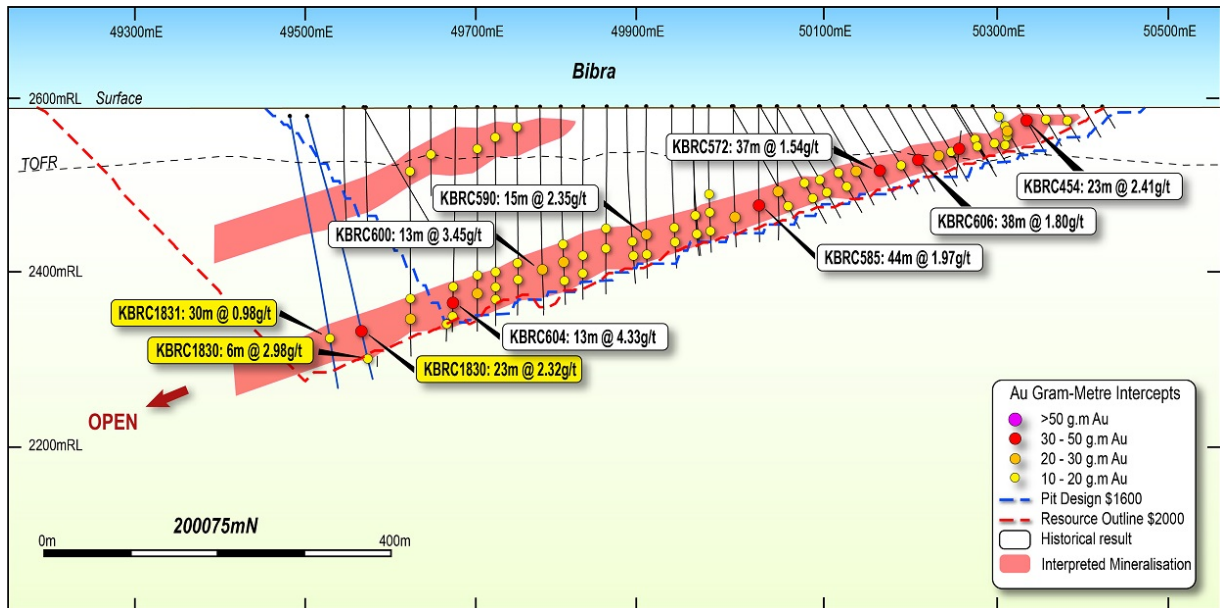 49300mE 49500mE 49700mE 49900mE 50100mE 50300mE 50500mE
Bibra
2600mRL Surface
TOFR
KBRC572: 37m @ 1.54g/t
KBRC454: 23m @ 2.41g/t
KBRC590: 15m @ 2.35g/t
KBRC606: 38m @ 1.80g/t
KBRC600: 13m @ 3.45g/t
KBRC585: 44m @ 1.97g/t
2400mRL
KBRC1831: 30m @ 0.98g/t
KBRC604: 13m @ 4.33g/t
KBRC1830: 6m @ 2.98g/t
KBRC1830: 23m @ 2.32g/t
OPEN
2200mRL
200075mN
0m 400m
Au Gram-Metre Intercepts
>50 g.m Au
30 - 50 g.m Au
20 - 30 g.m Au
10 - 20 g.m Au
Pit Design $1600
Resource Outline $2000
Historical result
Interpreted Mineralisation